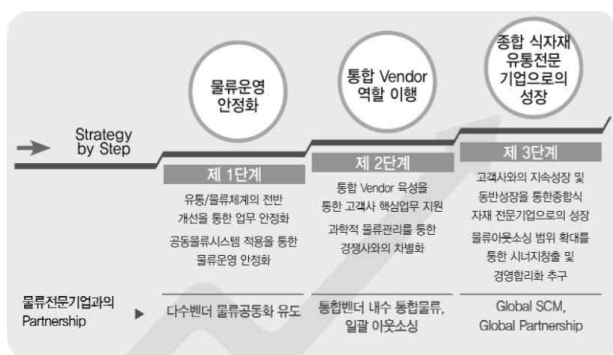 물류운영
안정화
통합 Vendor
역할 이행
종합 식자재
유통전문
기업으로의
성장
Strategy
by Step
제 1단계
유통/물류체계의 전반
개선을 통한 업무 안정화
공동물류시스템 적용을 통한
물류운영 안정화
제 2단계
통합 Vendor 육성을
통한 고객사 핵심업무 지원
과학적 물류관리를 통한
경쟁사와의 차별화
제 3단계
고객사와의 지속성장 및
동반성장을 통한종합식
자재 전문기업으로의 성장
물류아웃소싱 범위 확대를
통한 시너지창출 및
경영합리화 추구
물류전문기업과의
Partnership
다수벤더 물류공동화 유도
통합벤더 내수 통합물류,
일괄 아웃소싱
Global SCM,
Global Partnership